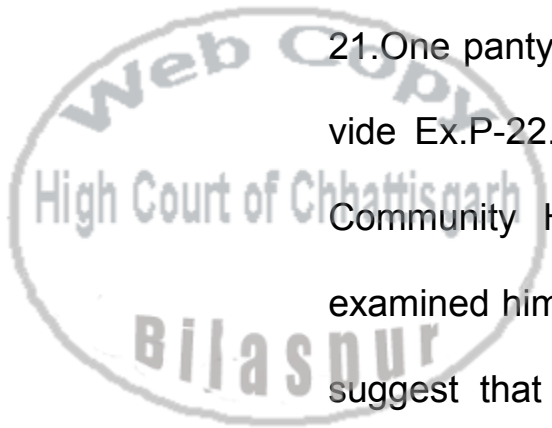 21.One panty
vide Ex.P-22.
Community H
examined him
suggest that
Web Copy
High Court of Chhattisgarh
Bilaspur